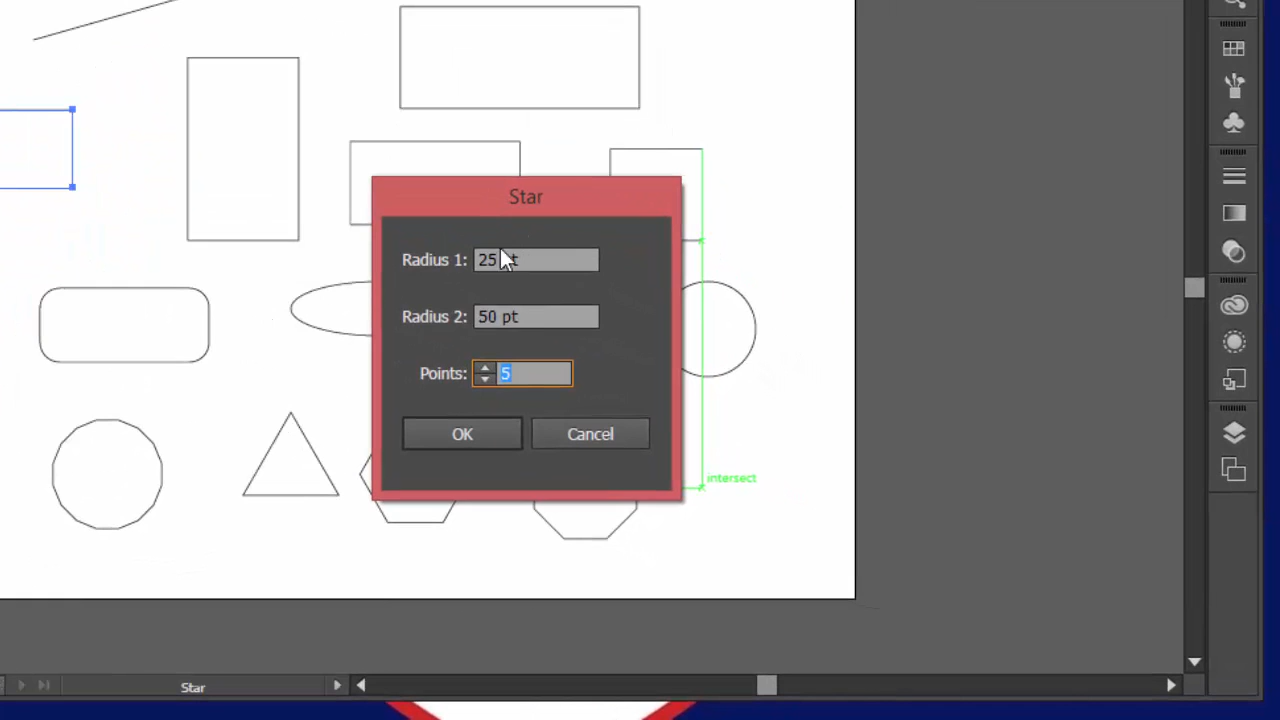 Star
Radius 1: 25 pt
Radius 2: 50 pt
Points: 5
OK Cancel
intersect
Star